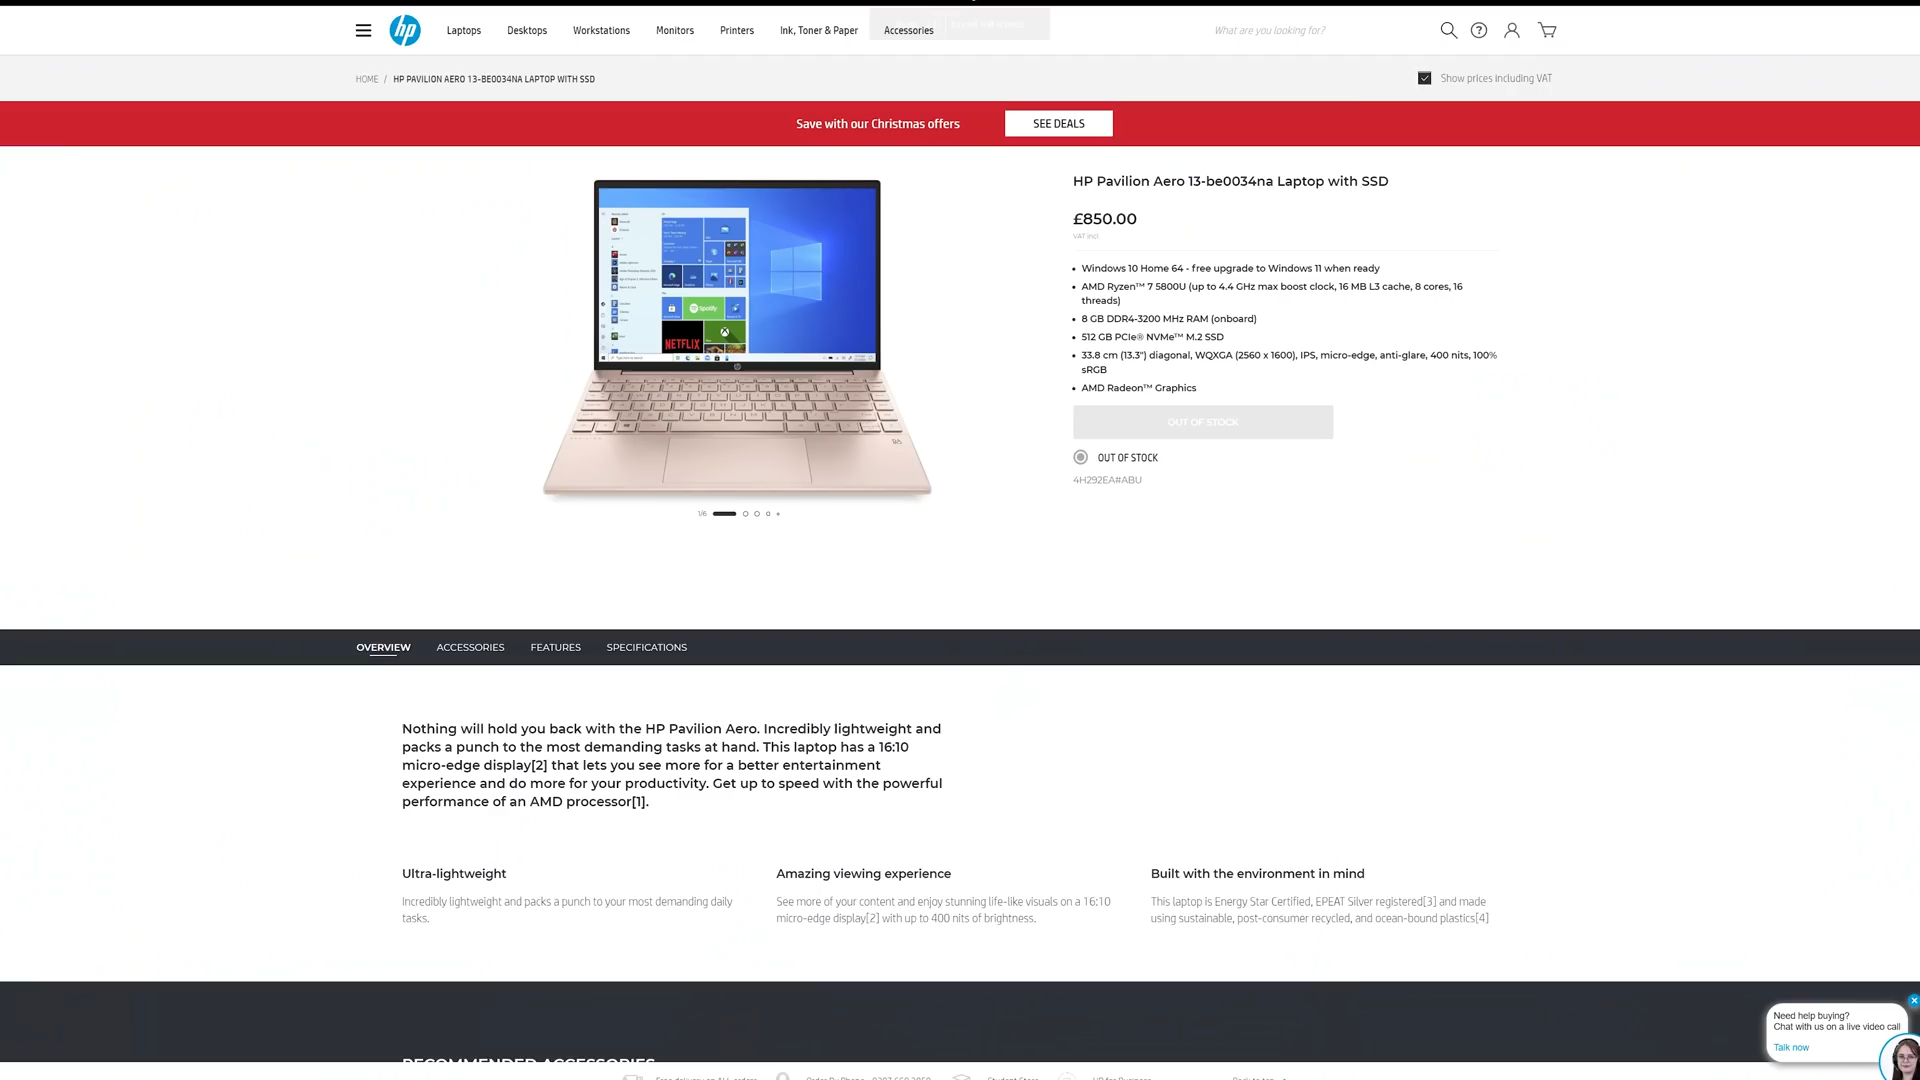 hp
Laptops
Desktops
Workstations
Monitors
Printers
Ink, Toner & Paper
Accessories
What are you looking for?
HOME / HP PAVILION AERO 13-BE0034NA LAPTOP WITH SSD
Show prices including VAT
Save with our Christmas offers
SEE DEALS
HP Pavilion Aero 13-be0034na Laptop with SSD
£850.00
VAT incl.
Windows 10 Home 64 - free upgrade to Windows 11 when ready
AMD Ryzen™ 7 5800U (up to 4.4 GHz max boost clock, 16 MB L3 cache, 8 cores, 16
threads)
8 GB DDR4-3200 MHz RAM (onboard)
512 GB PCIe® NVMe™ M.2 SSD
33.8 cm (13.3") diagonal, WQXGA (2560 x 1600), IPS, micro-edge, anti-glare, 400 nits, 100%
sRGB
AMD Radeon™ Graphics
OUT OF STOCK
OUT OF STOCK
4H292EA#ABU
Spotify
NETFLIX
1/6
OVERVIEW
ACCESSORIES
FEATURES
SPECIFICATIONS
Nothing will hold you back with the HP Pavilion Aero. Incredibly lightweight and
packs a punch to the most demanding tasks at hand. This laptop has a 16:10
micro-edge display[2] that lets you see more for a better entertainment
experience and do more for your productivity. Get up to speed with the powerful
performance of an AMD processor[1].
Ultra-lightweight
Incredibly lightweight and packs a punch to your most demanding daily
tasks.
Amazing viewing experience
See more of your content and enjoy stunning life-like visuals on a 16:10
micro-edge display[2] with up to 400 nits of brightness.
Built with the environment in mind
This laptop is Energy Star Certified, EPEAT Silver registered[3] and made
using sustainable, post-consumer recycled, and ocean-bound plastics[4]
RECOMMENDED ACCESSORIES
Need help buying?
Chat with us on a live video call
Talk now